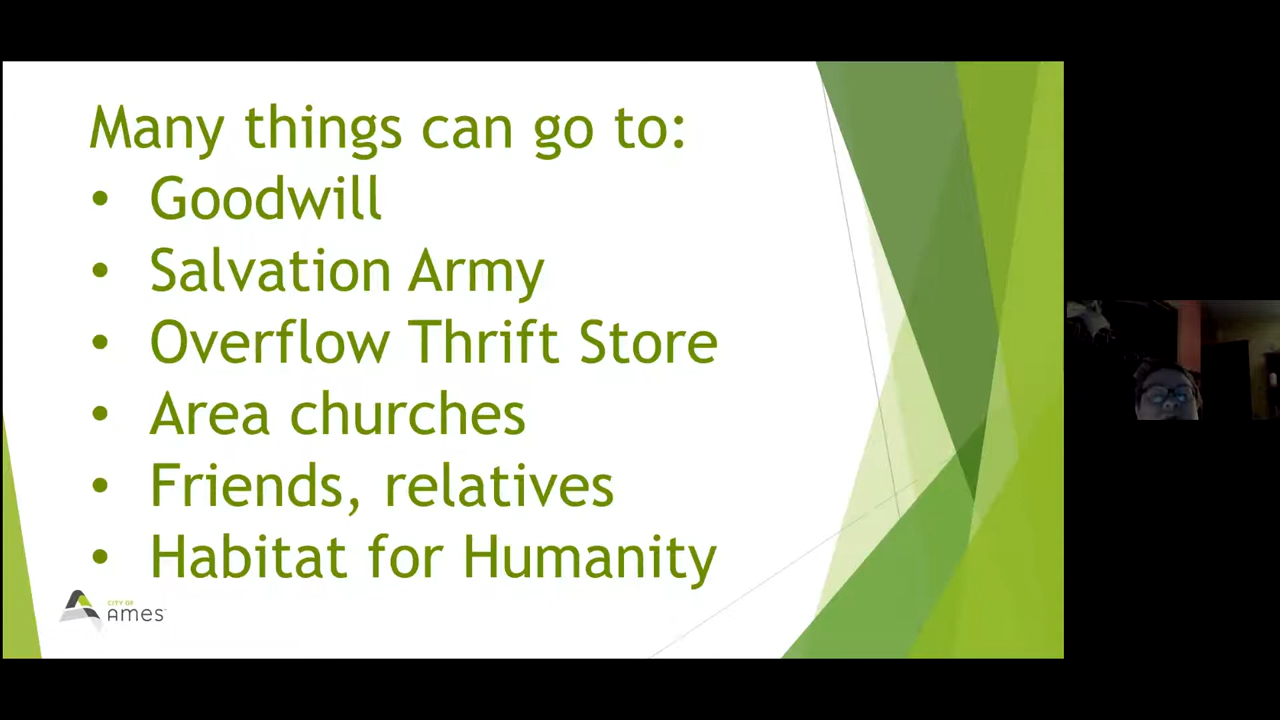 Many things can go to:
• Goodwill
• Salvation Army
• Overflow Thrift Store
• Area churches
• Friends, relatives
• Habitat for Humanity
CITY OF
Ames